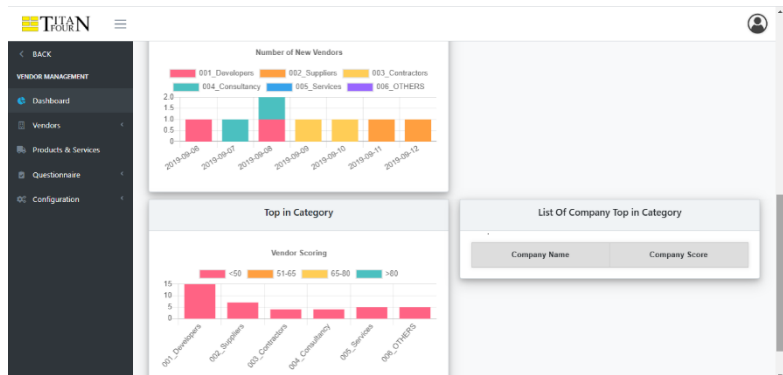 TITAN
FOUR
BACK
VENDOR MANAGEMENT
Dashboard
Vendors
Products & Services
Questionnaire
Configuration
Number of New Vendors
001_Developers 002_Suppliers 003_Contractors
004_Consultancy 005_Services 006_OTHERS
2.0
1.5
1.0
0.5
0
2019-09-06 2019-09-07 2019-09-08 2019-09-09 2019-09-10 2019-09-11 2019-09-12
Top in Category
Vendor Scoring
<50 51-65 65-80 >80
15
10
5
0
001_Developers 002_Suppliers 003_Contractors 004_Consultancy 005_Services 006_OTHERS
List Of Company Top in Category
Company Name Company Score